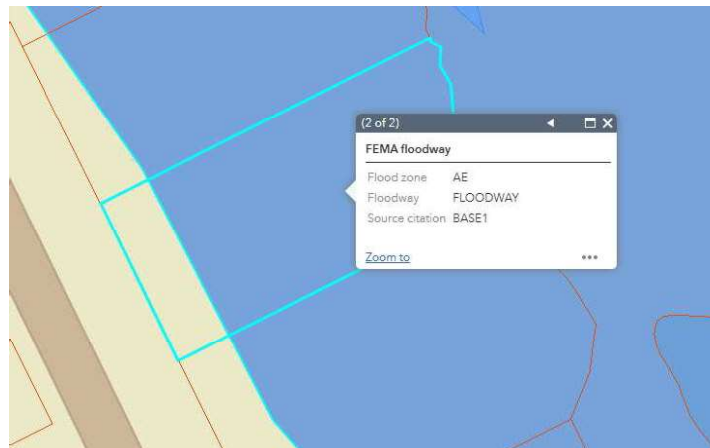 (2 of 2)
FEMA floodway
Flood zone AE
Floodway FLOODWAY
Source citation BASE1
Zoom to